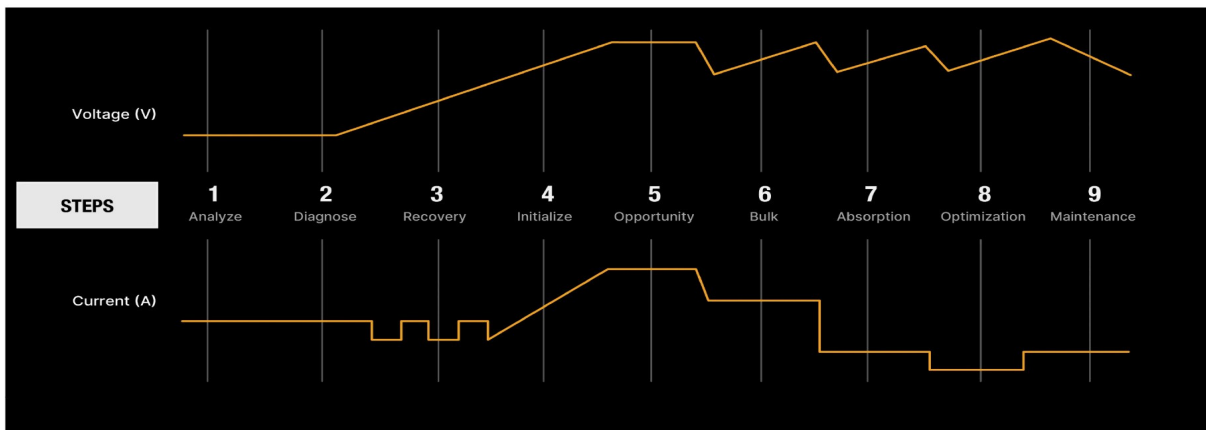 Voltage (V)
STEPS
1 2 3 4 5 6 7 8 9
Analyze Diagnose Recovery Initialize Opportunity Bulk Absorption Optimization Maintenance
Current (A)